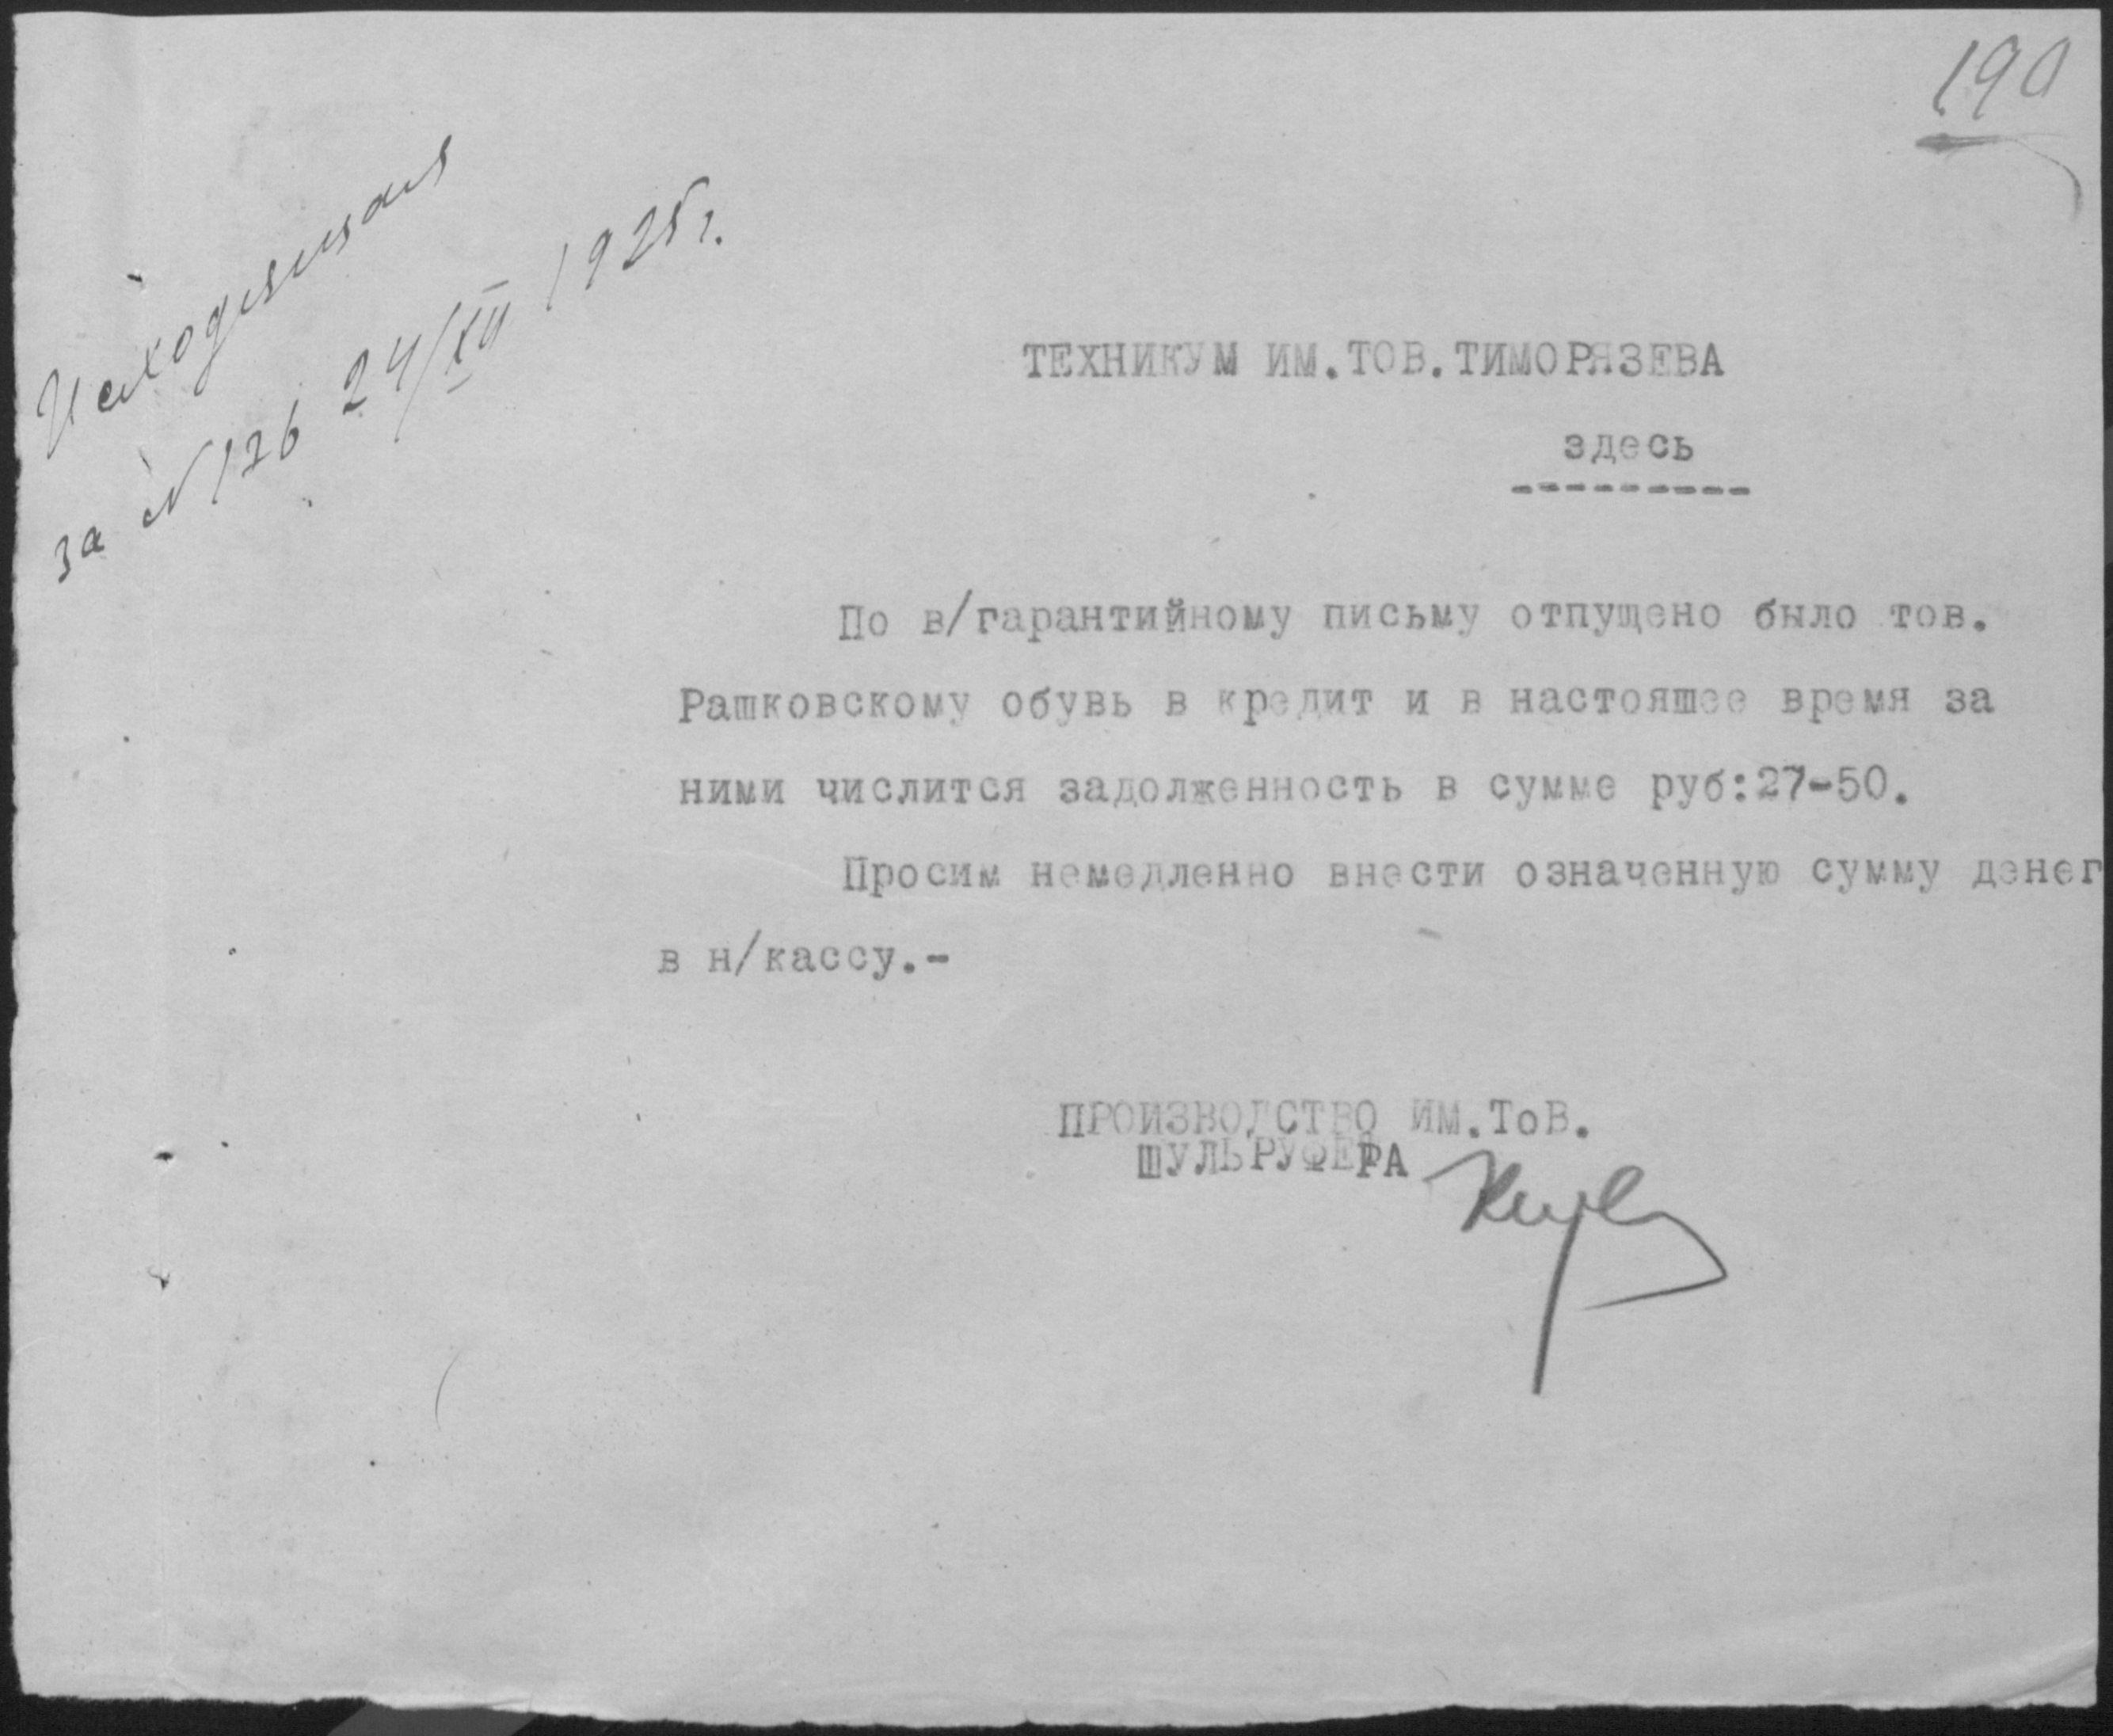 190
Исходящая
за № 126 24/XII 1925 г.
ТЕХНИКУМ ИМ.ТОВ.ТИМОРЯЗЕВА
здесь
---------
По в/гарантийному письму отпущено было тов.
Рашковскому обувь в кредит и в настояшее время за
ними числится задолженность в сумме руб:27-50.
Просим немедленно внести означенную сумму денег
в н/кассу.-
ПРОИЗВОДСТВО ИМ.ТоВ.
ШУЛЬРУФЕРА